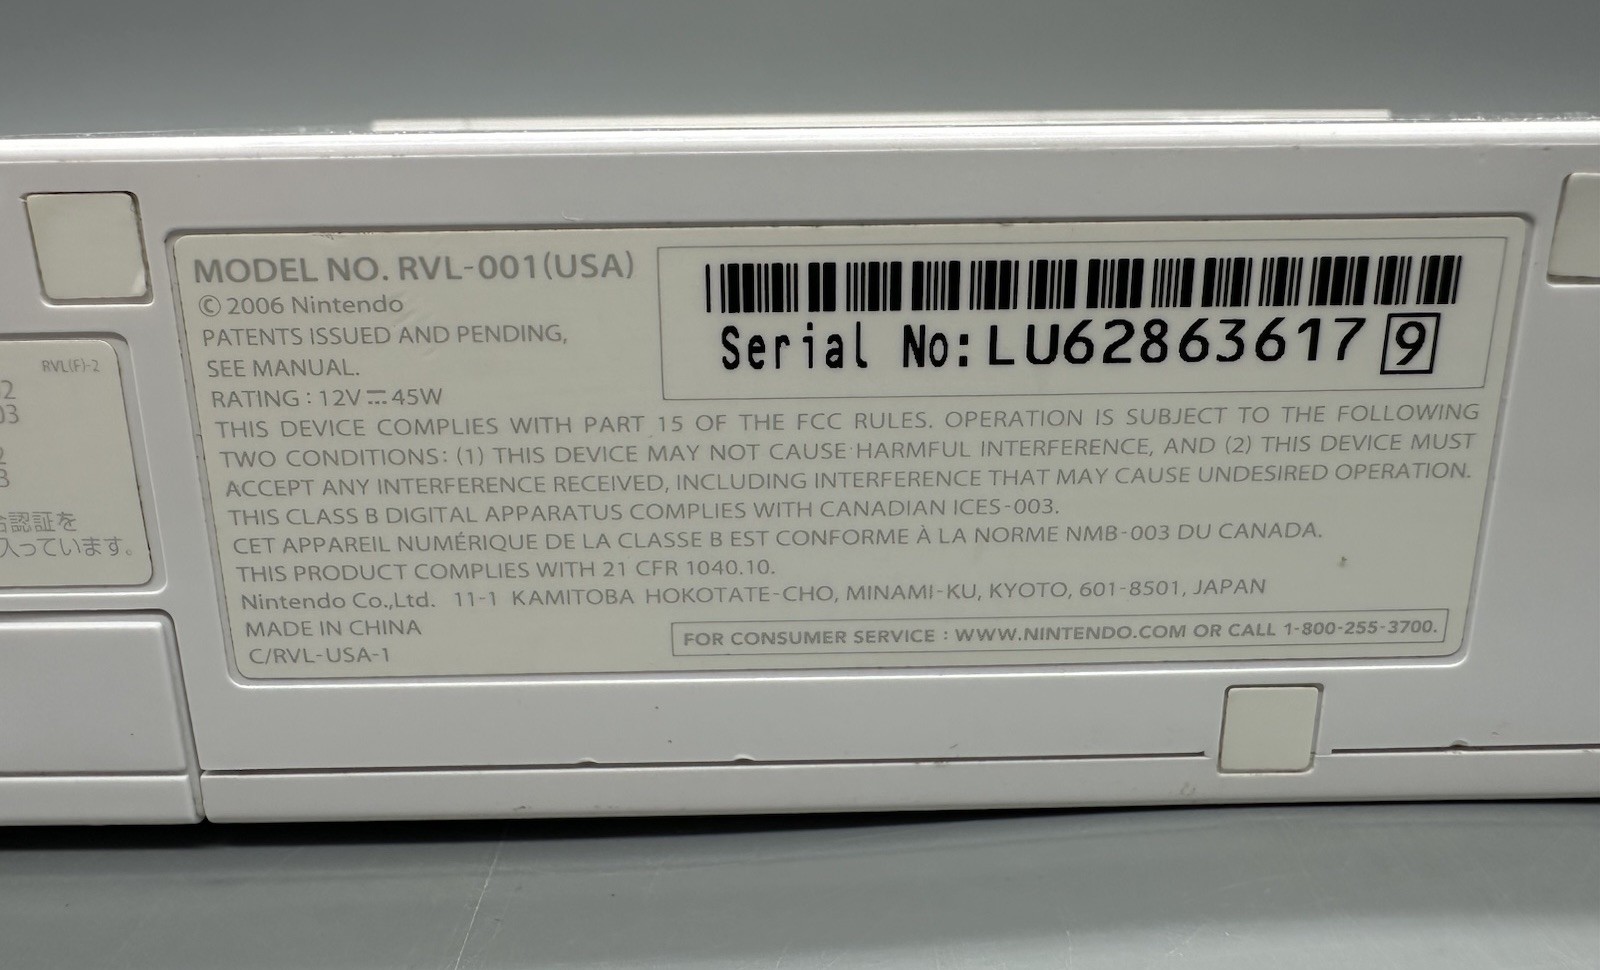 MODEL NO. RVL-001(USA)
© 2006 Nintendo
PATENTS ISSUED AND PENDING,
SEE MANUAL.
RATING : 12V⎓45W
Serial No:LU62863617 9
THIS DEVICE COMPLIES WITH PART 15 OF THE FCC RULES. OPERATION IS SUBJECT TO THE FOLLOWING
TWO CONDITIONS: (1) THIS DEVICE MAY NOT CAUSE HARMFUL INTERFERENCE, AND (2) THIS DEVICE MUST
ACCEPT ANY INTERFERENCE RECEIVED, INCLUDING INTERFERENCE THAT MAY CAUSE UNDESIRED OPERATION.
THIS CLASS B DIGITAL APPARATUS COMPLIES WITH CANADIAN ICES-003.
CET APPAREIL NUMÉRIQUE DE LA CLASSE B EST CONFORME À LA NORME NMB-003 DU CANADA.
THIS PRODUCT COMPLIES WITH 21 CFR 1040.10.
Nintendo Co.,Ltd. 11-1 KAMITOBA HOKOTATE-CHO, MINAMI-KU, KYOTO, 601-8501, JAPAN
MADE IN CHINA
C/RVL-USA-1
FOR CONSUMER SERVICE : WWW.NINTENDO.COM OR CALL 1-800-255-3700.
RVL(F)-2
認証を
入っています。